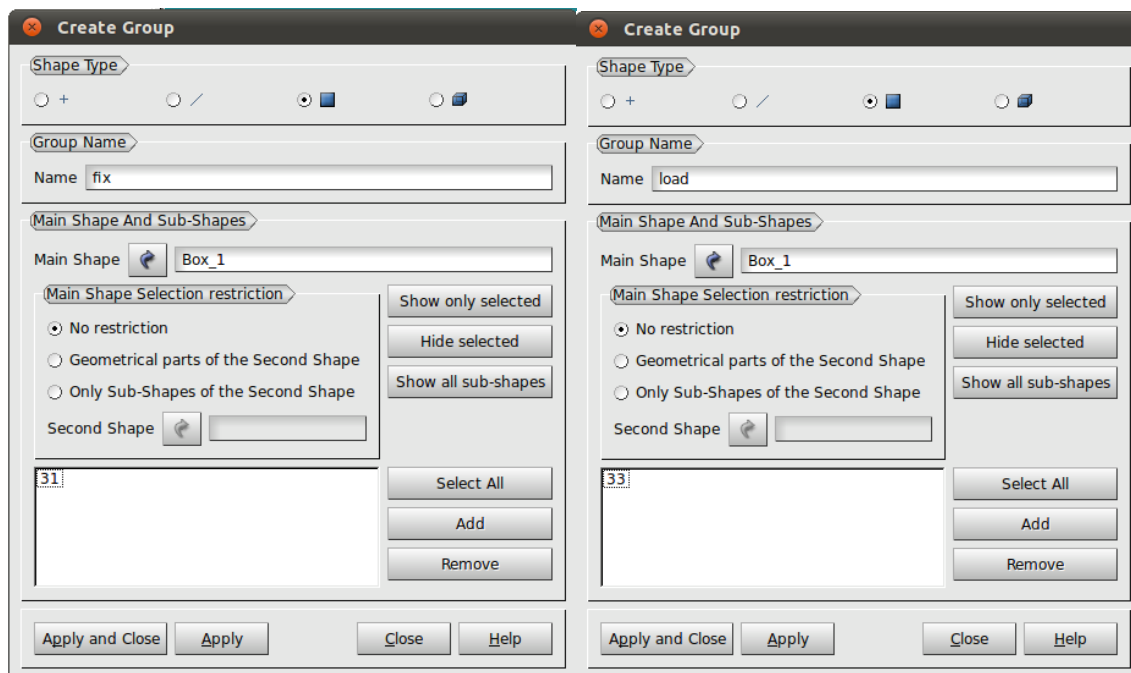 Create Group
Shape Type
Group Name
Name fix
Main Shape And Sub-Shapes
Main Shape Box_1
Main Shape Selection restriction
No restriction
Geometrical parts of the Second Shape
Only Sub-Shapes of the Second Shape
Second Shape
Show only selected
Hide selected
Show all sub-shapes
31
Select All
Add
Remove
Apply and Close Apply Close Help
Create Group
Shape Type
Group Name
Name load
Main Shape And Sub-Shapes
Main Shape Box_1
Main Shape Selection restriction
No restriction
Geometrical parts of the Second Shape
Only Sub-Shapes of the Second Shape
Second Shape
Show only selected
Hide selected
Show all sub-shapes
33
Select All
Add
Remove
Apply and Close Apply Close Help